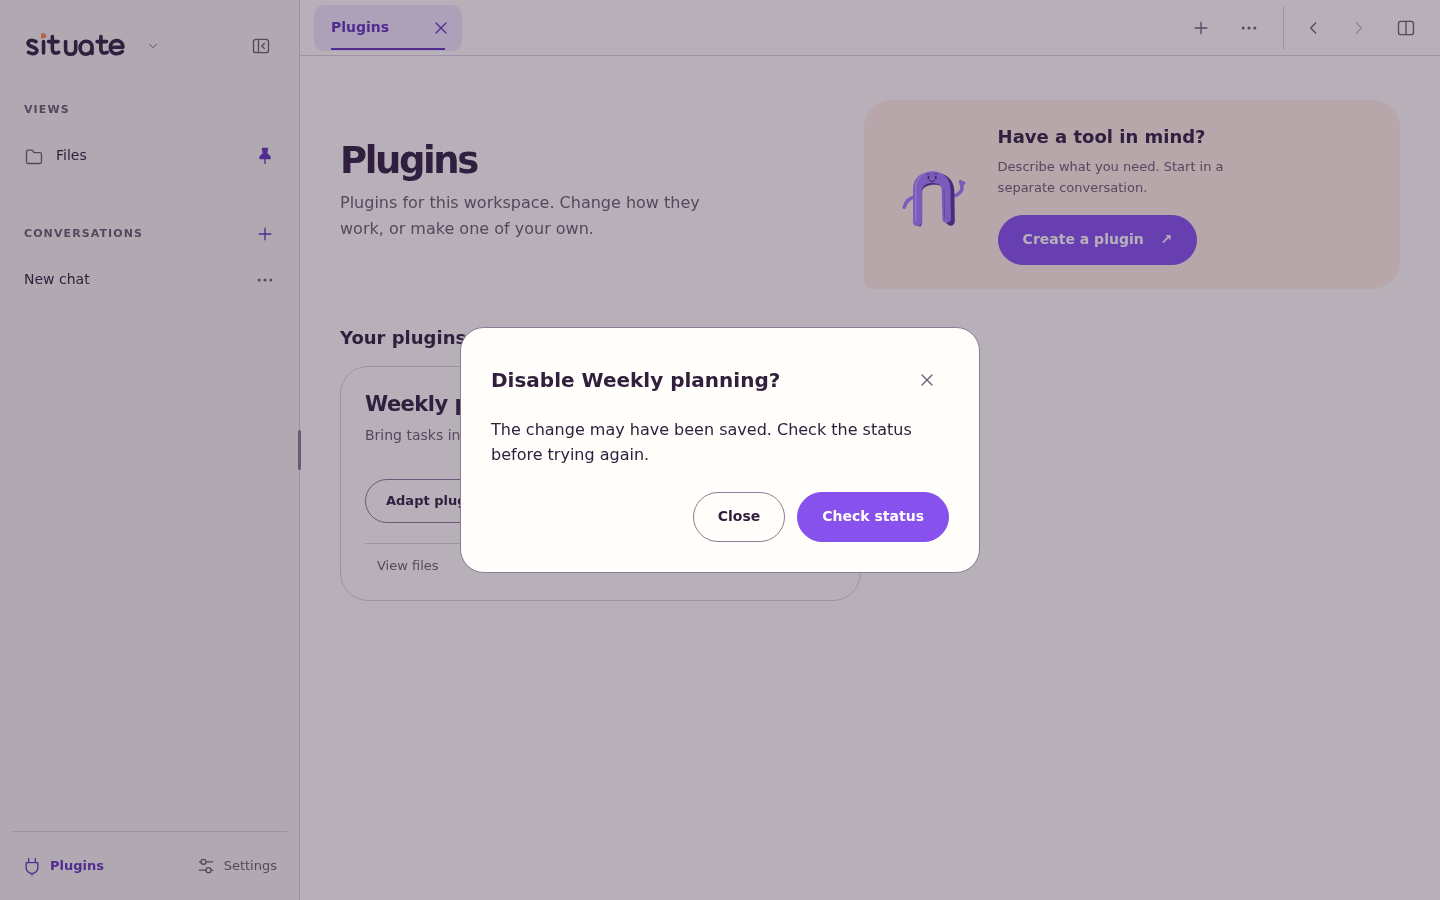 situate
VIEWS
Files
CONVERSATIONS
New chat
Plugins
Settings
Plugins
Plugins
Plugins for this workspace. Change how they
work, or make one of your own.
Have a tool in mind?
Describe what you need. Start in a
separate conversation.
Create a plugin ↗
Your plugins
Weekly
Bring tasks in
Adapt
View files
Disable Weekly planning?
The change may have been saved. Check the status
before trying again.
Close
Check status